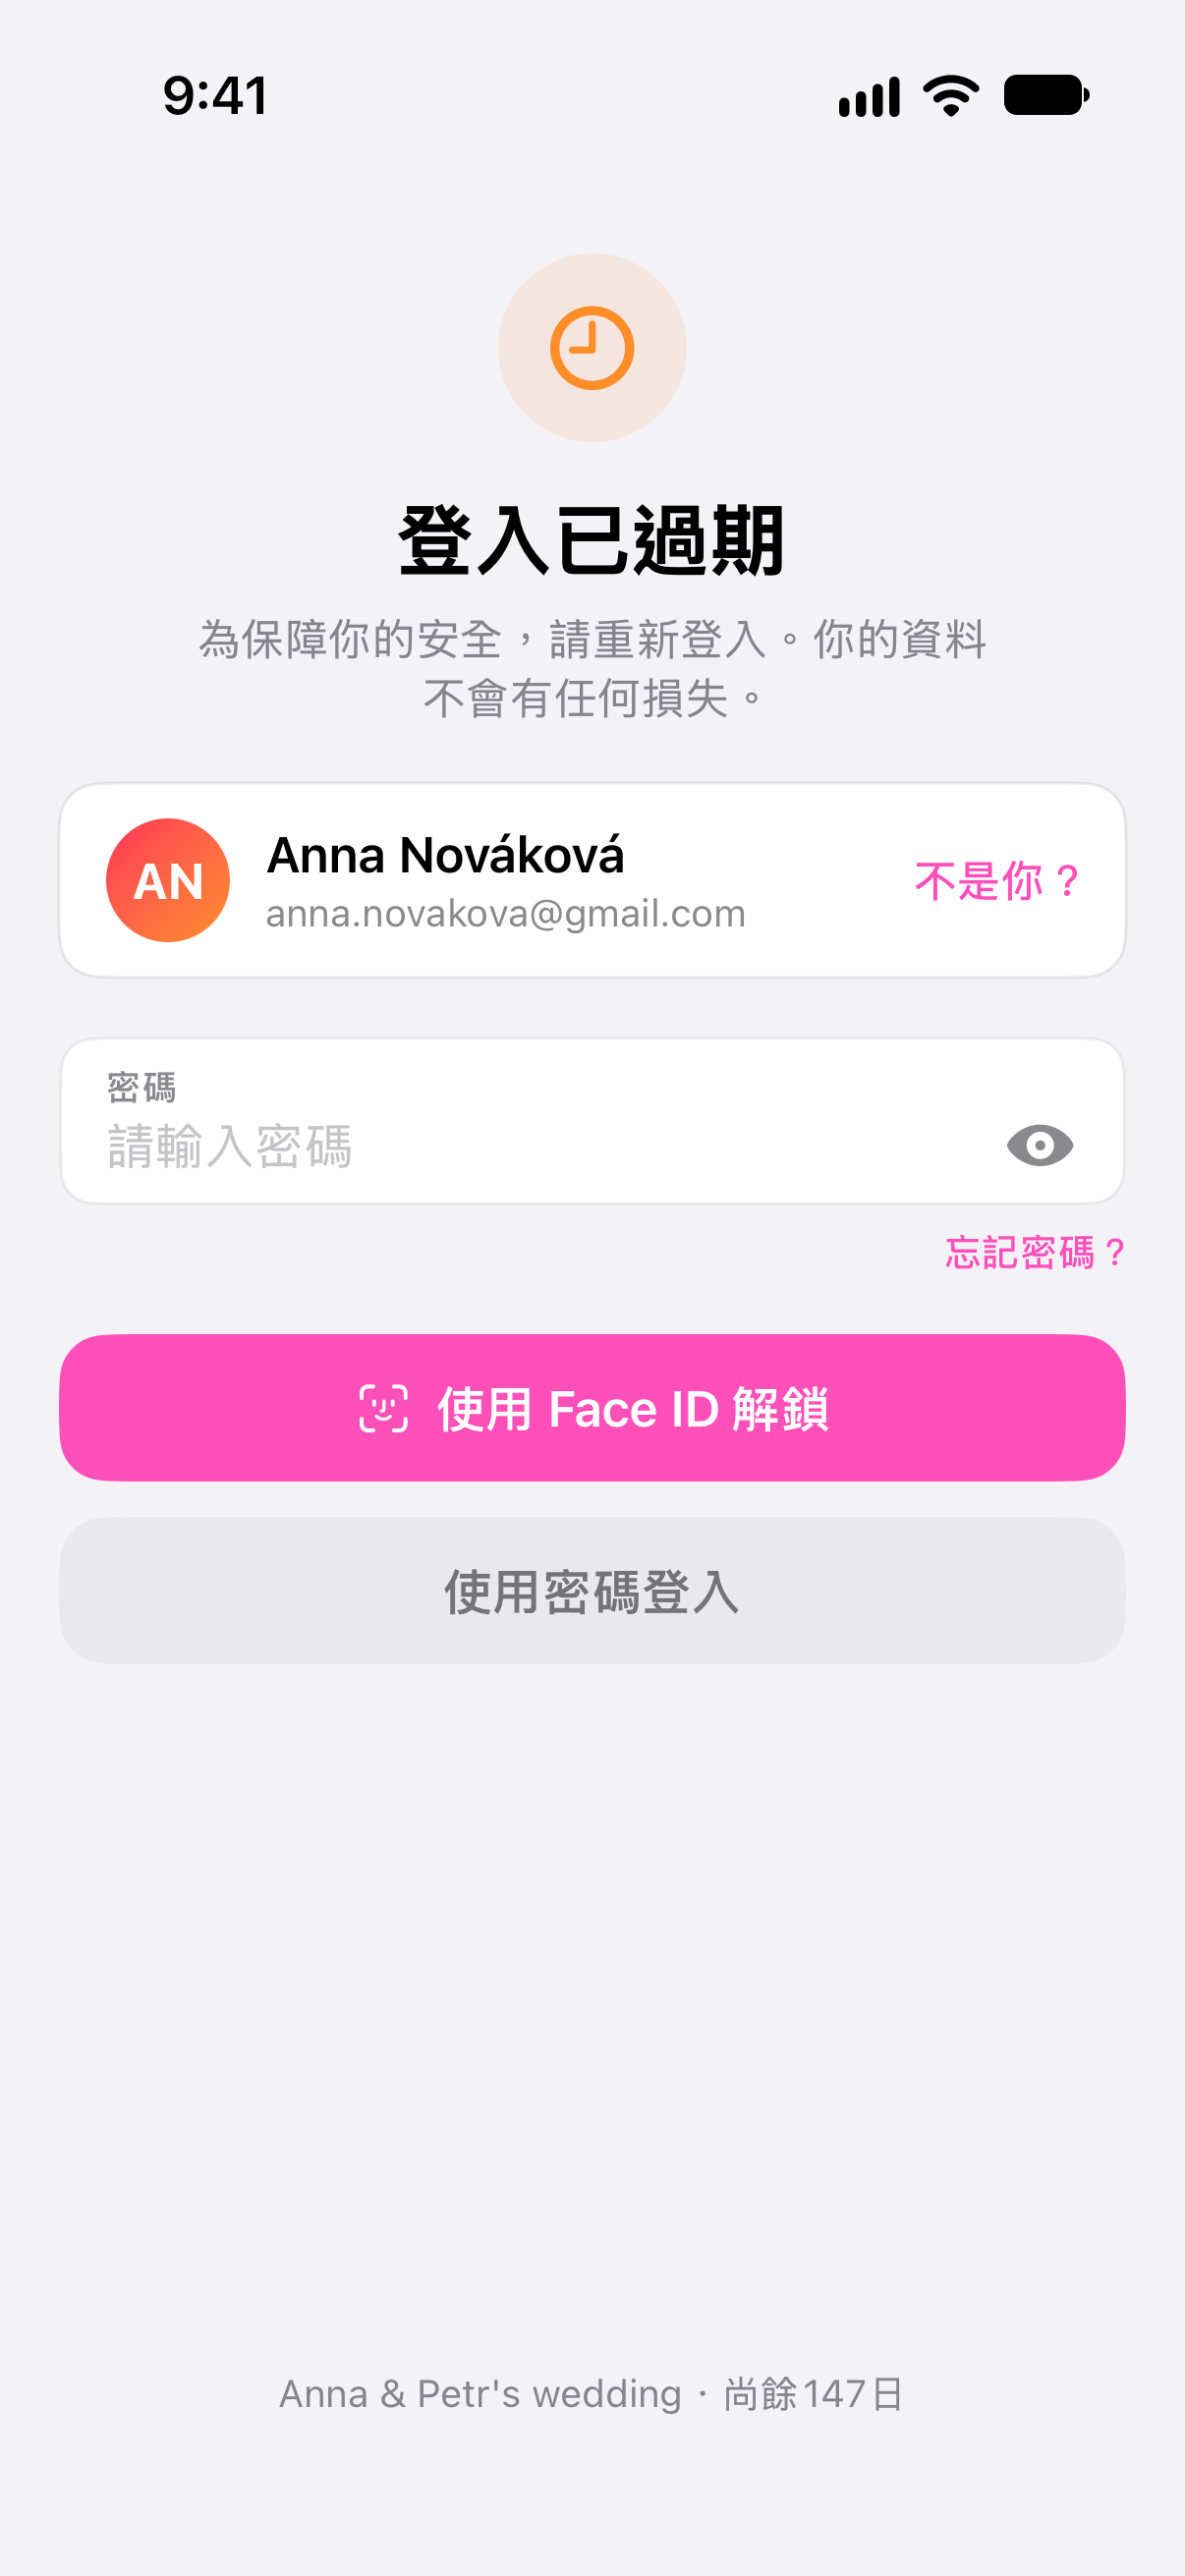 9:41
登入已過期
為保障你的安全，請重新登入。你的資料
不會有任何損失。
AN
Anna Nováková
anna.novakova@gmail.com
不是你？
密碼
請輸入密碼
忘記密碼？
使用 Face ID 解鎖
使用密碼登入
Anna & Petr's wedding · 尚餘147日